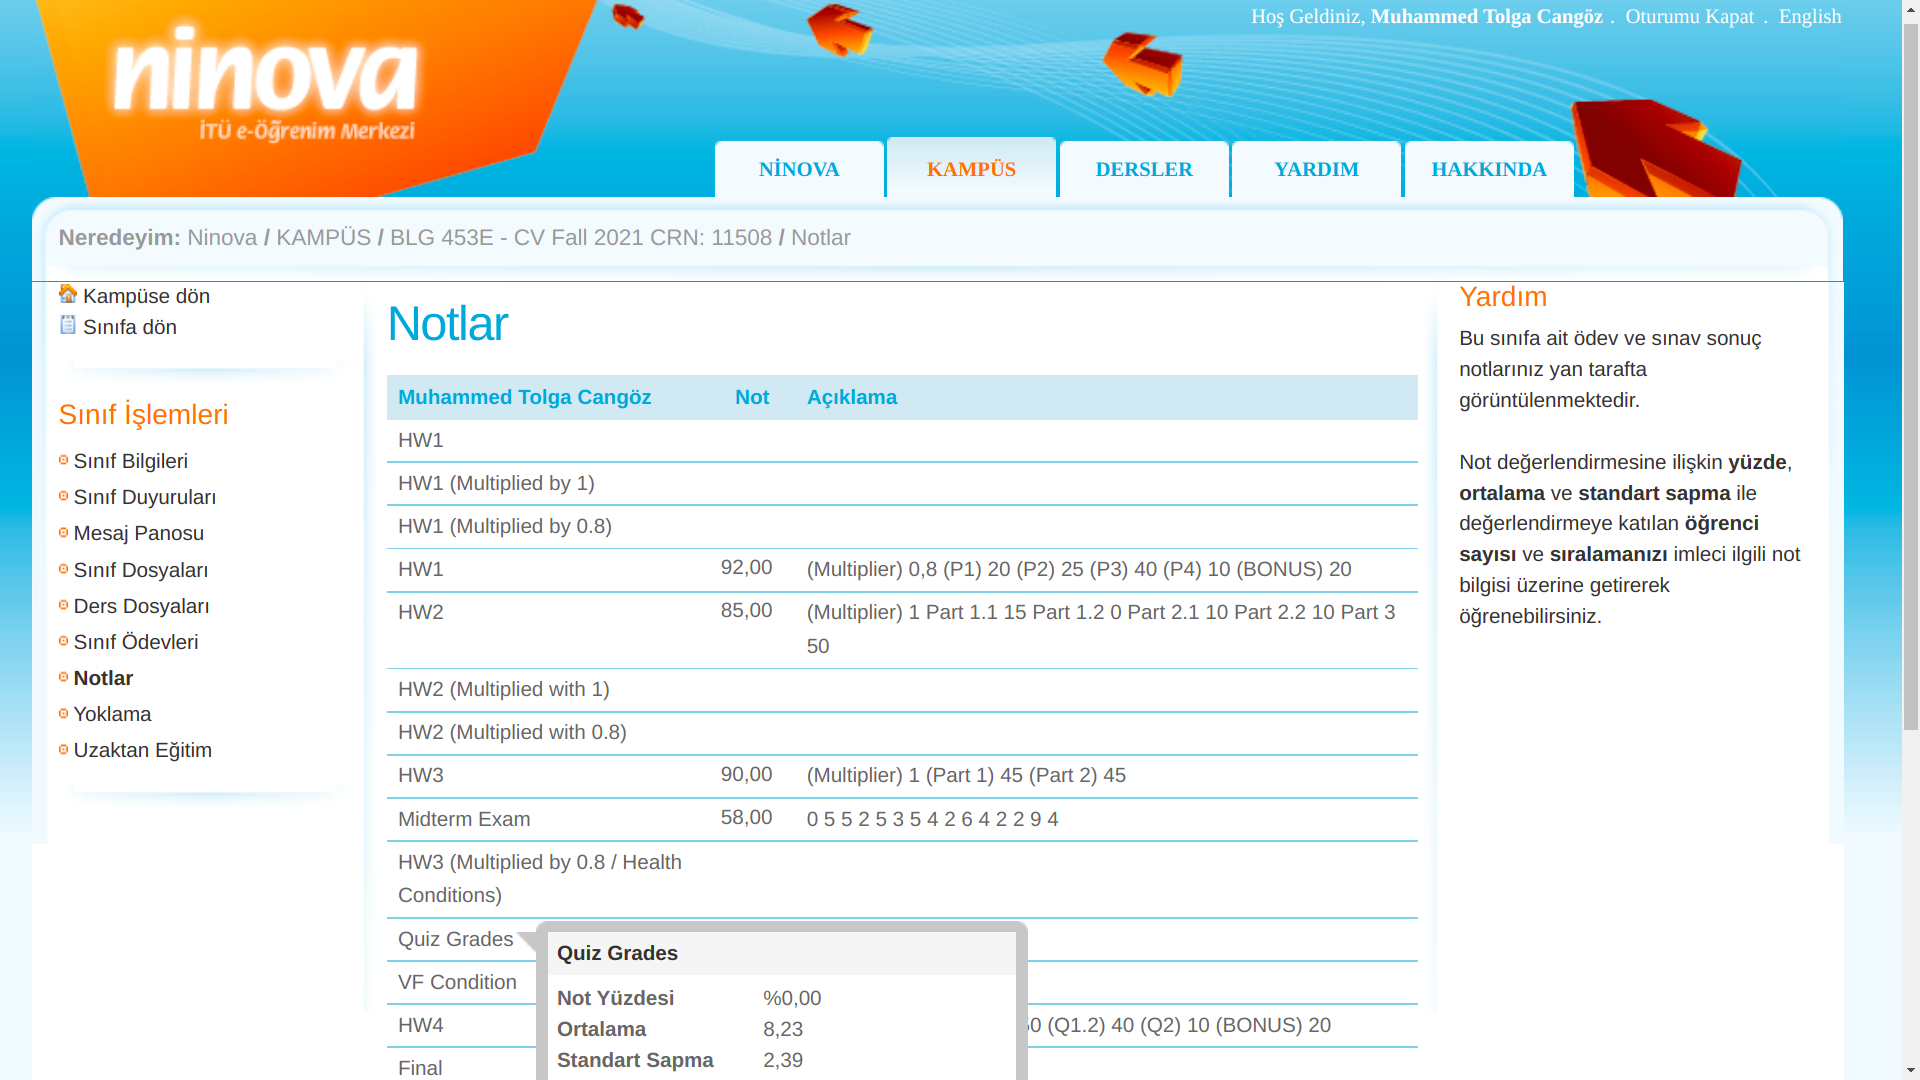 Hoş Geldiniz, Muhammed Tolga Cangöz . Oturumu Kapat . English
ninova
İTÜ e-Öğrenim Merkezi
NİNOVA KAMPÜS DERSLER YARDIM HAKKINDA
Neredeyim: Ninova / KAMPÜS / BLG 453E - CV Fall 2021 CRN: 11508 / Notlar
Kampüse dön
Sınıfa dön
Sınıf İşlemleri
Sınıf Bilgileri
Sınıf Duyuruları
Mesaj Panosu
Sınıf Dosyaları
Ders Dosyaları
Sınıf Ödevleri
Notlar
Yoklama
Uzaktan Eğitim
Notlar
Muhammed Tolga Cangöz Not Açıklama
HW1
HW1 (Multiplied by 1)
HW1 (Multiplied by 0.8)
HW1 92,00 (Multiplier) 0,8 (P1) 20 (P2) 25 (P3) 40 (P4) 10 (BONUS) 20
HW2 85,00 (Multiplier) 1 Part 1.1 15 Part 1.2 0 Part 2.1 10 Part 2.2 10 Part 3
50
HW2 (Multiplied with 1)
HW2 (Multiplied with 0.8)
HW3 90,00 (Multiplier) 1 (Part 1) 45 (Part 2) 45
Midterm Exam 58,00 0 5 5 2 5 3 5 4 2 6 4 2 2 9 4
HW3 (Multiplied by 0.8 / Health
Conditions)
Quiz Grades
VF Condition
HW4 0 (Q1.2) 40 (Q2) 10 (BONUS) 20
Final
Quiz Grades
Not Yüzdesi %0,00
Ortalama 8,23
Standart Sapma 2,39
Yardım
Bu sınıfa ait ödev ve sınav sonuç
notlarınız yan tarafta
görüntülenmektedir.
Not değerlendirmesine ilişkin yüzde,
ortalama ve standart sapma ile
değerlendirmeye katılan öğrenci
sayısı ve sıralamanızı imleci ilgili not
bilgisi üzerine getirerek
öğrenebilirsiniz.